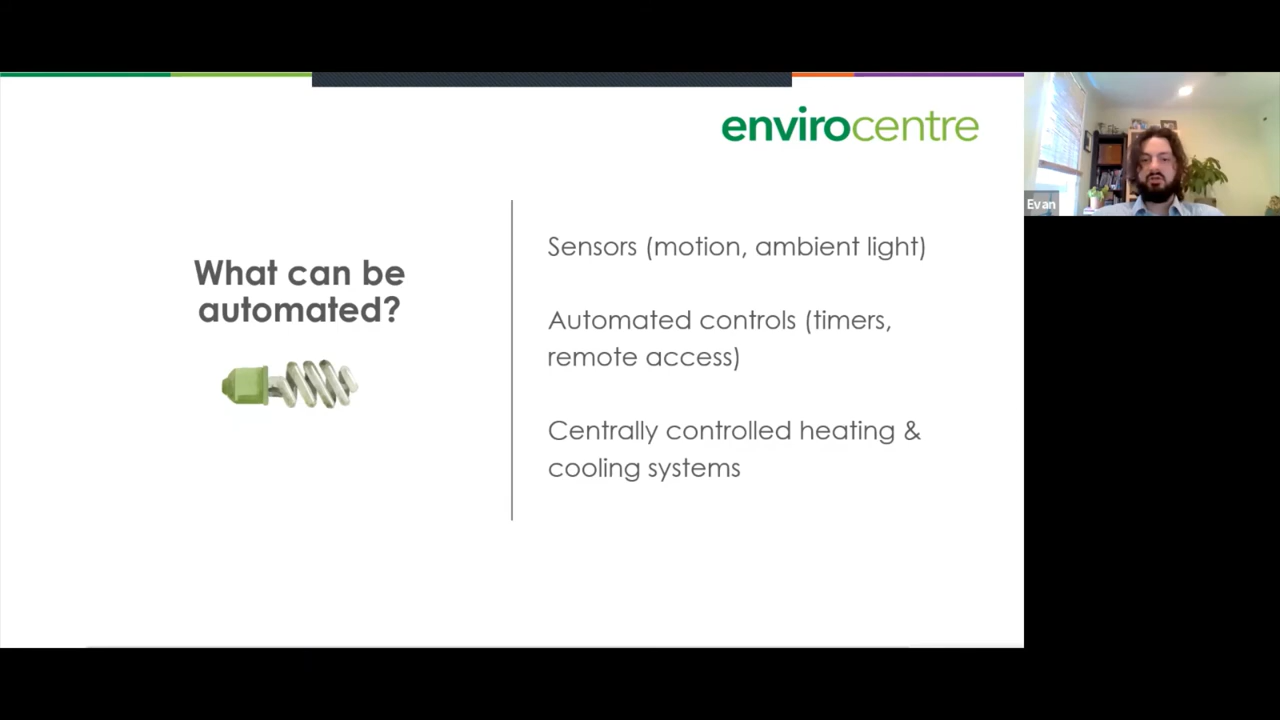 envirocentre
What can be
automated?
Sensors (motion, ambient light)
Automated controls (timers,
remote access)
Centrally controlled heating &
cooling systems
Evan